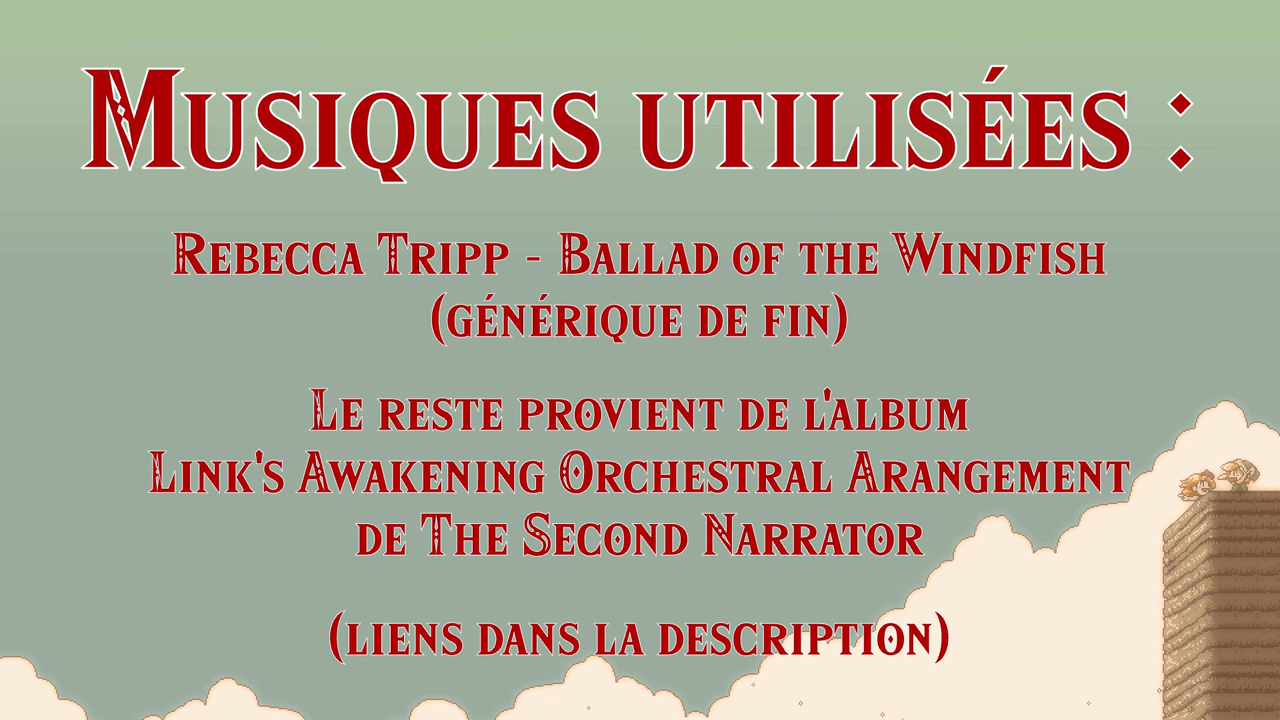 Musiques utilisées :
Rebecca Tripp - Ballad of the Windfish
(générique de fin)
Le reste provient de l'album
Link's Awakening Orchestral Arangement
de The Second Narrator
(liens dans la description)